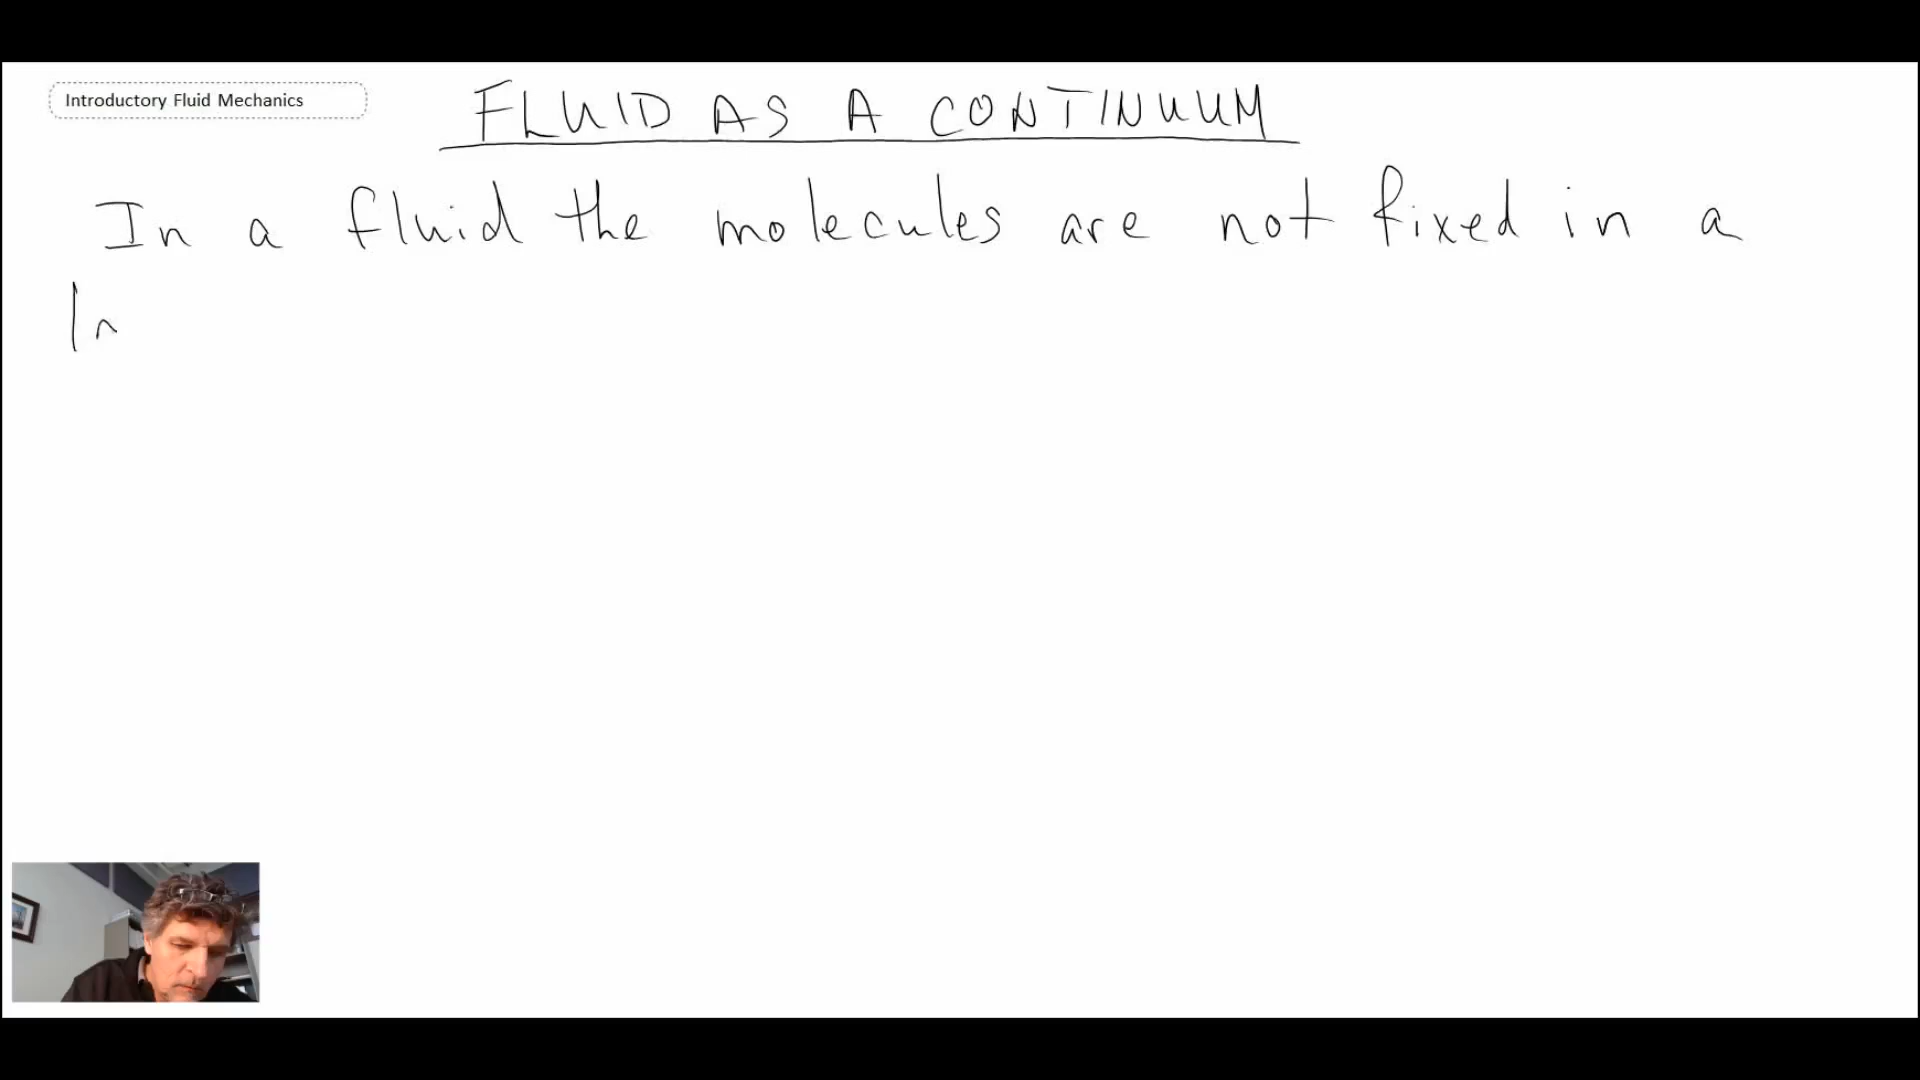 Introductory Fluid Mechanics
FLUID AS A CONTINUUM
In a fluid the molecules are not fixed in a